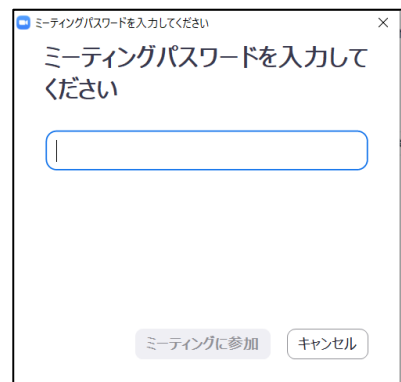 ミーティングパスワードを入力してください
ミーティングパスワードを入力して
ください
ミーティングに参加
キャンセル